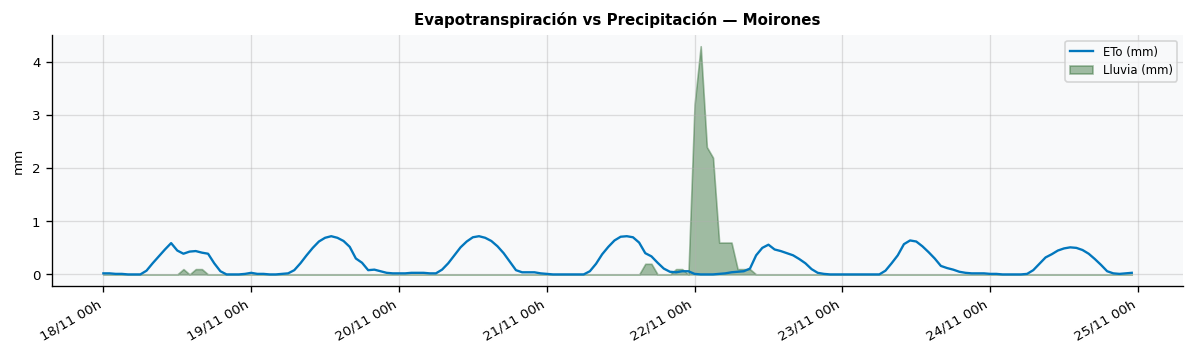 Evapotranspiración vs Precipitación — Moirones
ETo (mm)
Lluvia (mm)
mm
4
3
2
1
0
18/11 00h
19/11 00h
20/11 00h
21/11 00h
22/11 00h
23/11 00h
24/11 00h
25/11 00h